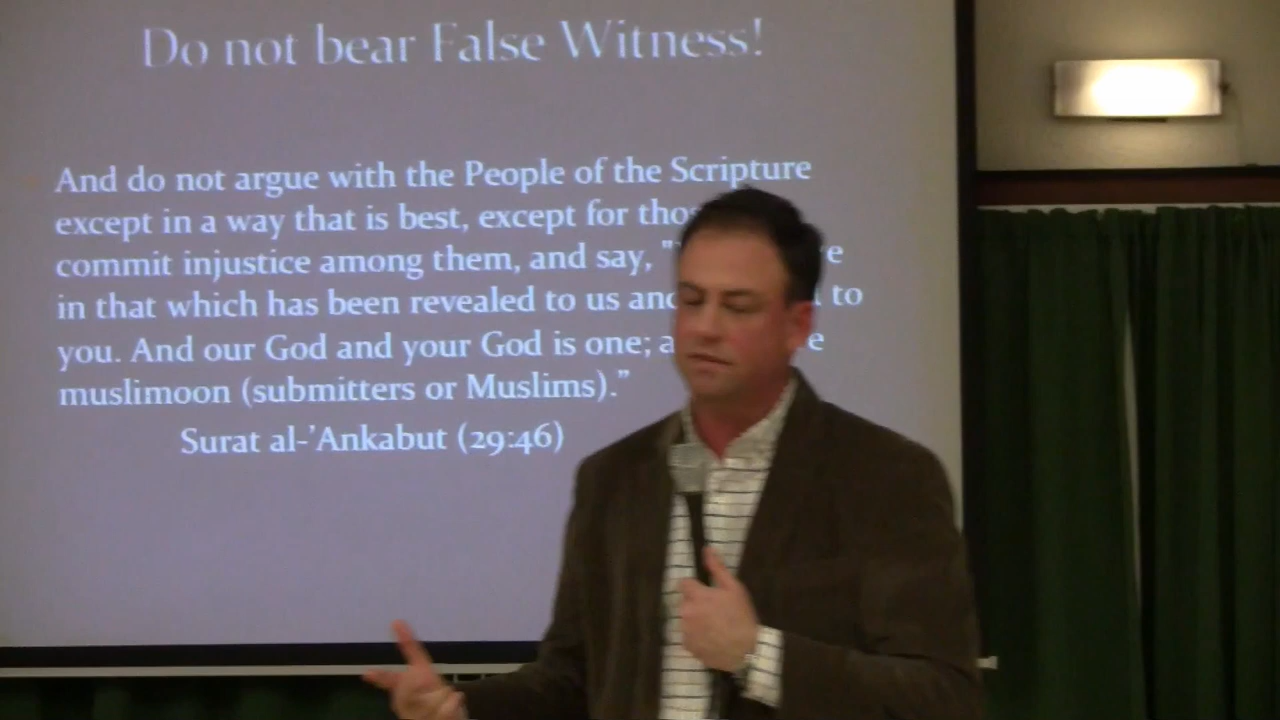 Do not bear False Witness!
And do not argue with the People of the Scripture
except in a way that is best, except for
commit injustice among them, and say, "
in that which has been revealed to us and to
you. And our God and your God is one;
muslimoon (submitters or Muslims)."
Surat al-'Ankabut (29:46)